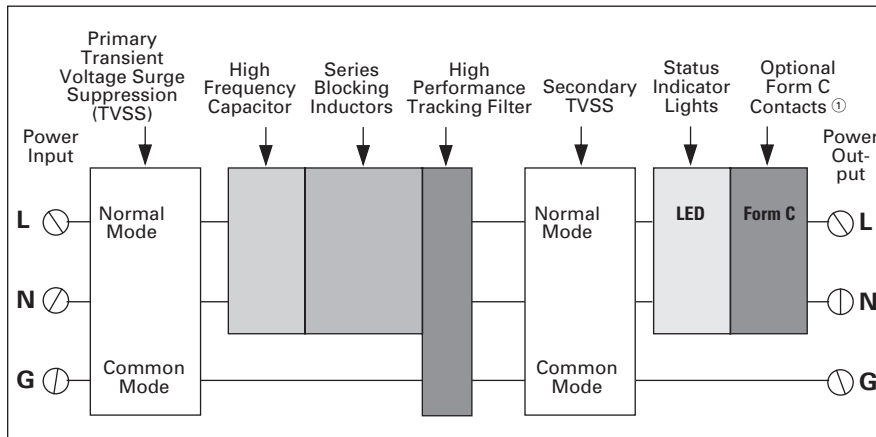 Primary
Transient
Voltage Surge
Suppression
(TVSS)
High
Frequency
Capacitor
Series
Blocking
Inductors
High
Performance
Tracking Filter
Secondary
TVSS
Status
Indicator
Lights
Optional
Form C
Contacts ①
Power
Input
Power
Out-
put
L
Normal
Mode
Normal
Mode
LED
Form C
L
N
N
G
Common
Mode
Common
Mode
G